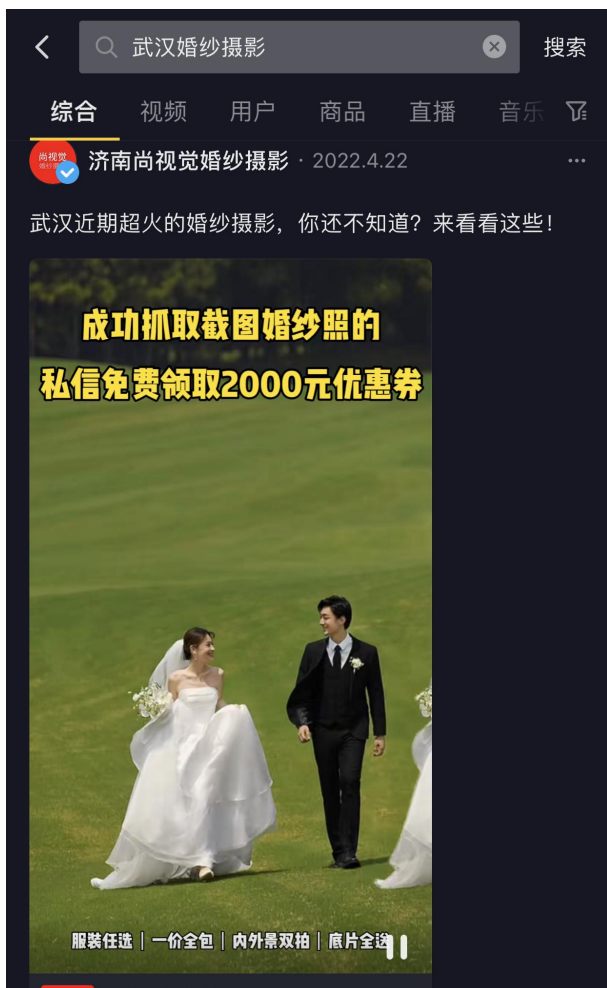 武汉婚纱摄影
搜索
综合
视频
用户
商品
直播
音乐
尚视觉
济南尚视觉婚纱摄影 · 2022.4.22
武汉近期超火的婚纱摄影，你还不知道？来看看这些！
成功抓取截图婚纱照的
私信免费领取2000元优惠券
服装任选｜一价全包｜内外景双拍｜底片全送